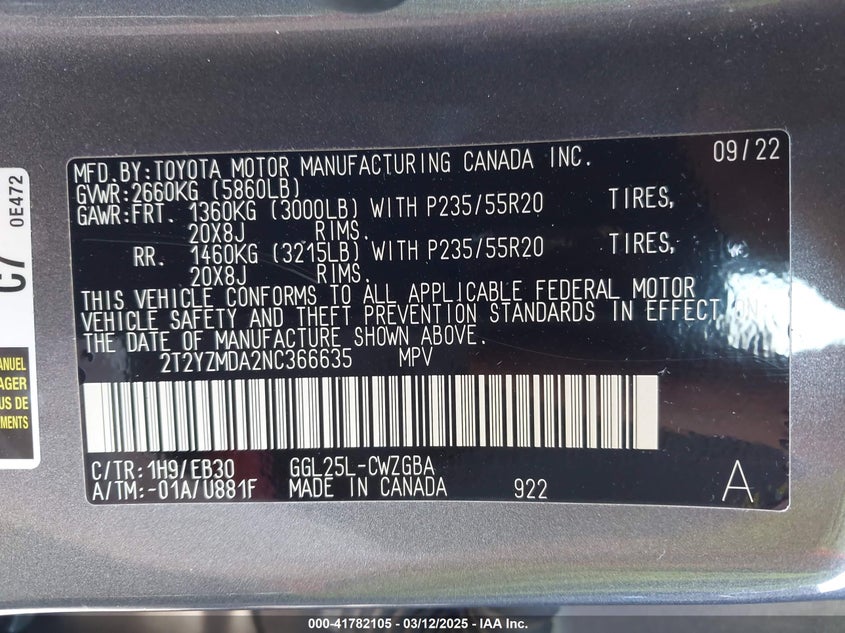 MFD.BY:TOYOTA MOTOR MANUFACTURING CANADA INC. 09/22
GVWR:2660KG (5860LB)
GAWR:FRT. 1360KG (3000LB) WITH P235/55R20 TIRES,
20X8J RIMS.
RR. 1460KG (3215LB) WITH P235/55R20 TIRES,
20X8J RIMS.
THIS VEHICLE CONFORMS TO ALL APPLICABLE FEDERAL MOTOR
VEHICLE SAFETY AND THEFT PREVENTION STANDARDS IN EFFECT ON
THE DATE OF MANUFACTURE SHOWN ABOVE.
2T2YZMDA2NC366635 MPV
C/TR:1H9/EB30 GGL25L-CWZGBA
A/TM:-01A/U881F MADE IN CANADA 922 A
C7 0E472
MANUEL
US DE
000-41782105 - 03/12/2025 - IAA Inc.